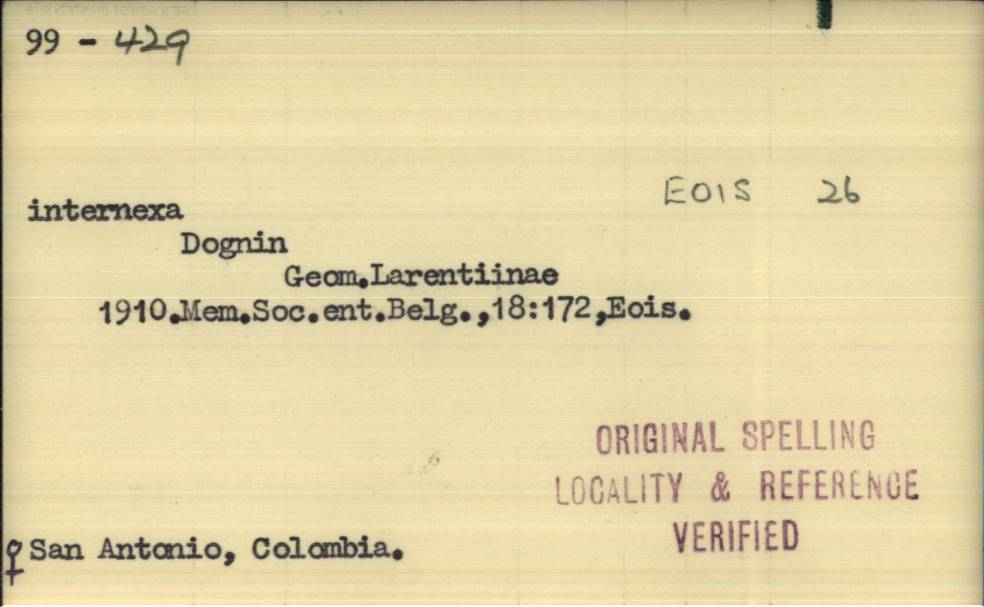 99 - 429
EOIS 26
internexa
Dognin
Geom.Larentiinae
1910.Mem.Soc.ent.Belg.,18:172,Eois.
ORIGINAL SPELLING
LOCALITY & REFERENCE
VERIFIED
♀ San Antonio, Colombia.